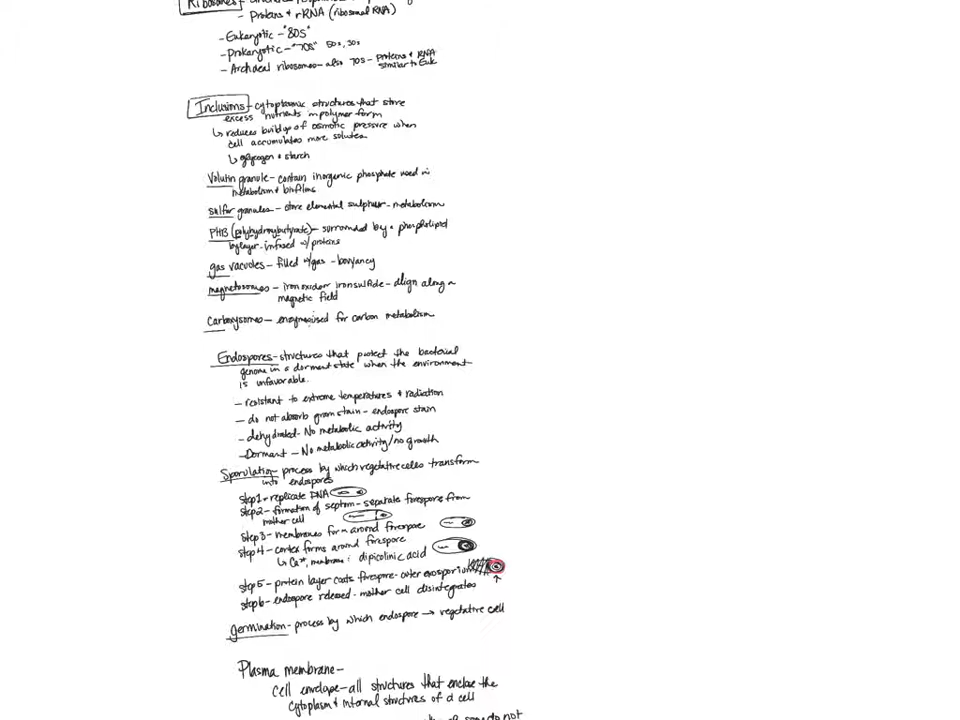 Ribosomes -
- Proteins & rRNA (ribosomal RNA)
- Eukaryotic - "80S"
- Prokaryotic - "70S" 50s, 30s
- Archaeal ribosomes - also 70s - Proteins & rRNA
similar to Euk
Inclusions - cytoplasmic structures that store
excess nutrients in polymer form
↳ reduces buildup of osmotic pressure when
cell accumulates more solutes
↳ glycogen & starch
Volutin granule - contain inorganic phosphate used in
metabolism & biofilms
sulfur granules - store elemental sulphur - metabolism
PHB (polyhydroxybutyrate) - surrounded by a phospholipid
bylayer - infused w/ proteins
gas vacuoles - filled w/ gas - bouyancy
magnetosomes - iron oxide or iron sulfide - align along a
magnetic field
Carboxysomes - enzymes used for carbon metabolism
Endospores - structures that protect the bacterial
genome in a dormant state when the environment
is unfavorable.
- resistant to extreme temperatures & radiation
- do not absorb gram stain - endospore stain
- dehydrated - No metabolic activity
- Dormant - No metabolic activity/no growth
Sporulation - process by which vegetative cells transform
into endospores
step 1 - replicate DNA
step 2 - formation of septum - separate forespore from
mother cell
step 3 - membranes form around forespore
step 4 - cortex forms around forespore
↳ Ca²⁺, membrane : dipicolinic acid
step 5 - protein layer coats forespore - outer exosporium
step 6 - endospore released - mother cell disintegrates
germination - process by which endospore → vegetative cell
Plasma membrane -
cell envelope - all structures that enclose the
cytoplasm & internal structures of a cell
do not